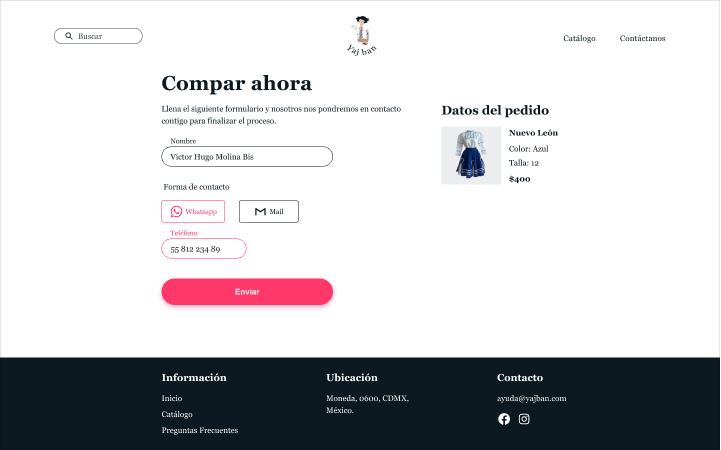 Buscar
Yaj ban
Catálogo
Contáctanos
Compar ahora
Llena el siguiente formulario y nosotros nos pondremos en contacto
contigo para finalizar el proceso.
Nombre
Victor Hugo Molina Bis
Forma de contacto
Whatsapp
Mail
Teléfono
55 812 234 89
Enviar
Datos del pedido
Nuevo León
Color: Azul
Talla: 12
$400
Información
Inicio
Catálogo
Preguntas Frecuentes
Ubicación
Moneda, 0600, CDMX,
México.
Contacto
ayuda@yajban.com